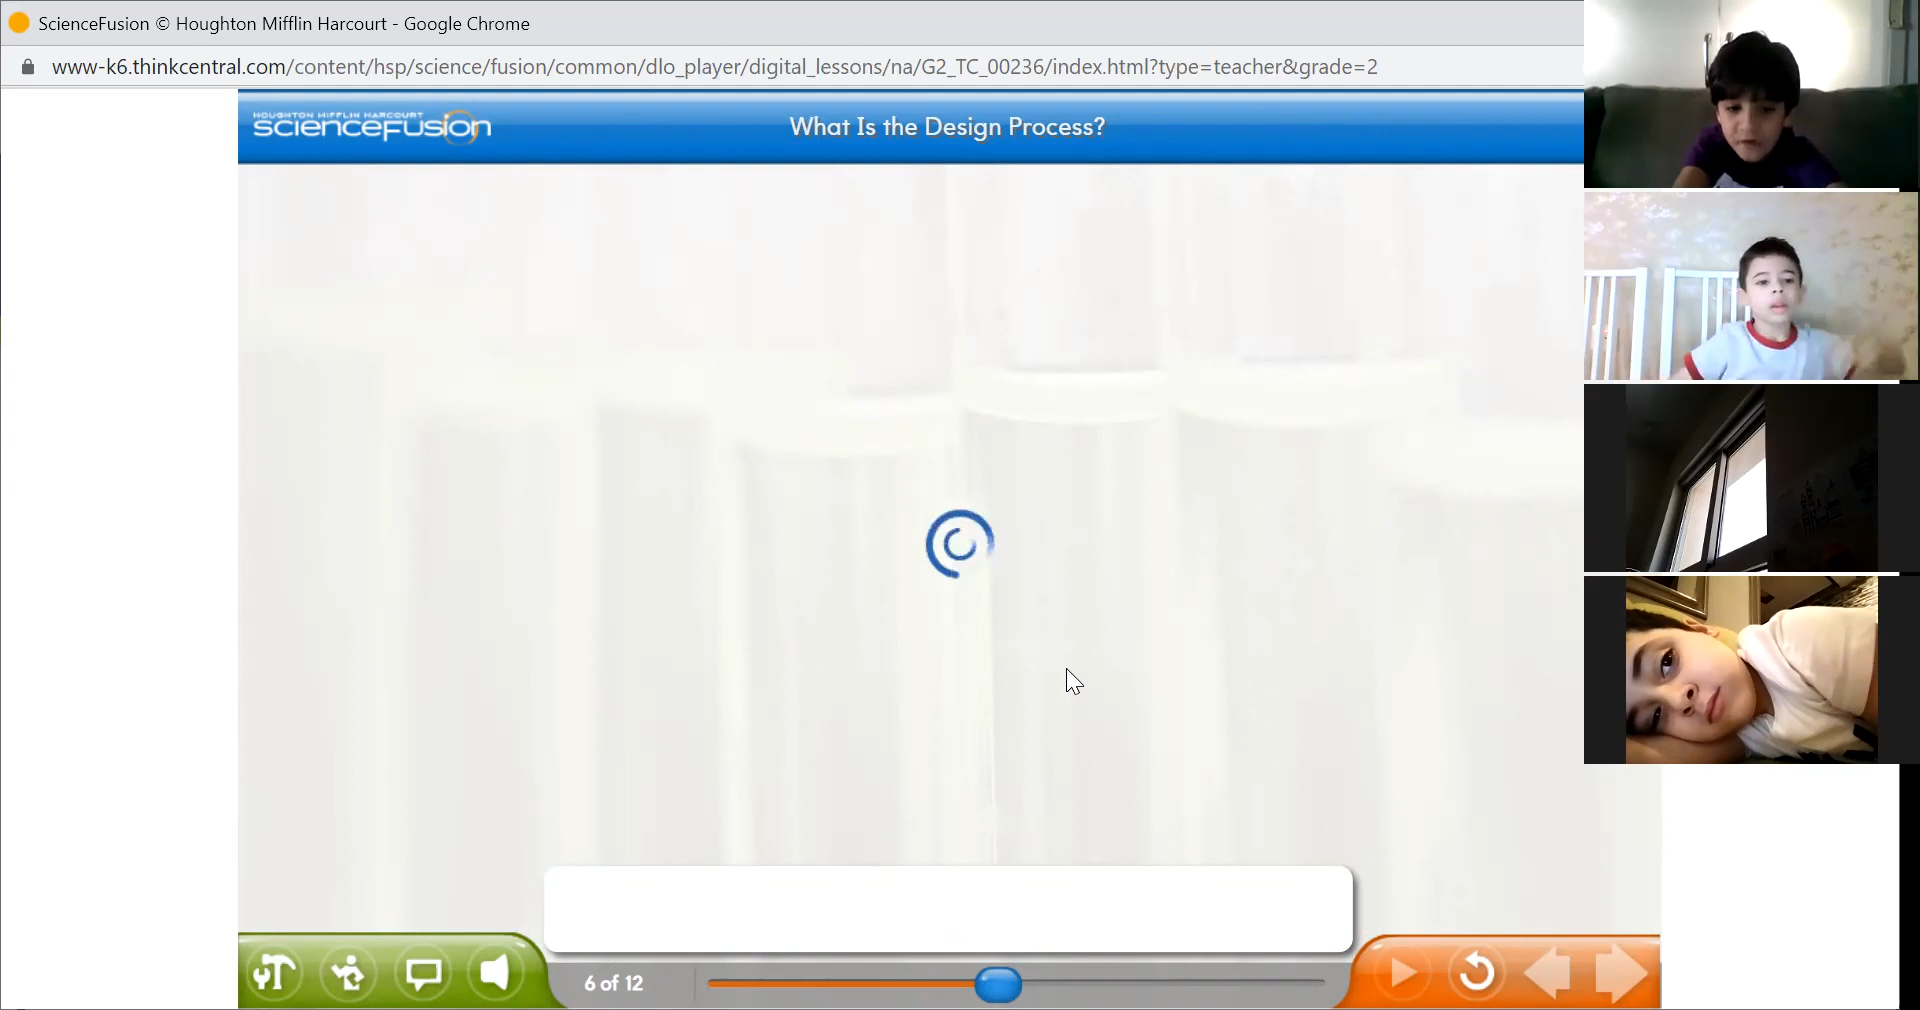 ScienceFusion © Houghton Mifflin Harcourt - Google Chrome
www-k6.thinkcentral.com/content/hsp/science/fusion/common/dlo_player/digital_lessons/na/G2_TC_00236/index.html?type=teacher&grade=2
HOUGHTON MIFFLIN HARCOURT
scienceFusion
What Is the Design Process?
6 of 12